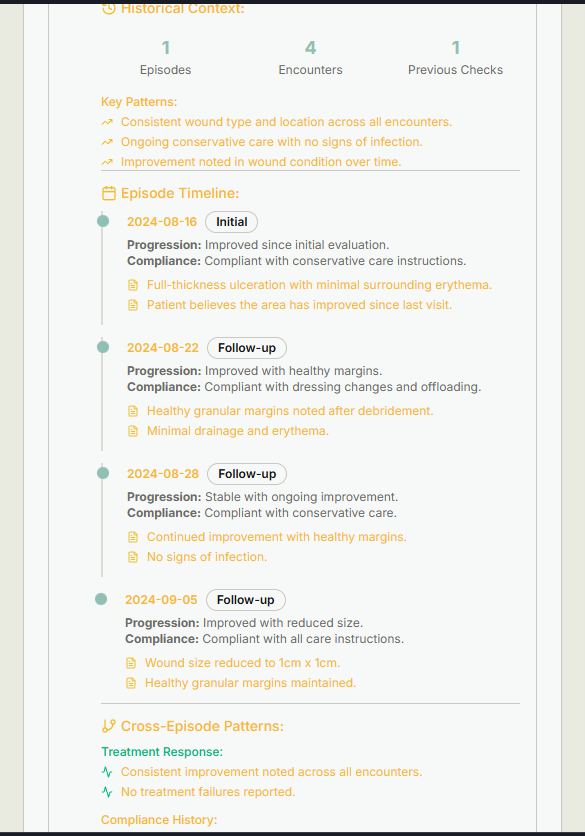 Historical Context:
1
4
1
Episodes
Encounters
Previous Checks
Key Patterns:
Consistent wound type and location across all encounters.
Ongoing conservative care with no signs of infection.
Improvement noted in wound condition over time.
Episode Timeline:
2024-08-16 Initial
Progression: Improved since initial evaluation.
Compliance: Compliant with conservative care instructions.
Full-thickness ulceration with minimal surrounding erythema.
Patient believes the area has improved since last visit.
2024-08-22 Follow-up
Progression: Improved with healthy margins.
Compliance: Compliant with dressing changes and offloading.
Healthy granular margins noted after debridement.
Minimal drainage and erythema.
2024-08-28 Follow-up
Progression: Stable with ongoing improvement.
Compliance: Compliant with conservative care.
Continued improvement with healthy margins.
No signs of infection.
2024-09-05 Follow-up
Progression: Improved with reduced size.
Compliance: Compliant with all care instructions.
Wound size reduced to 1cm x 1cm.
Healthy granular margins maintained.
Cross-Episode Patterns:
Treatment Response:
Consistent improvement noted across all encounters.
No treatment failures reported.
Compliance History: